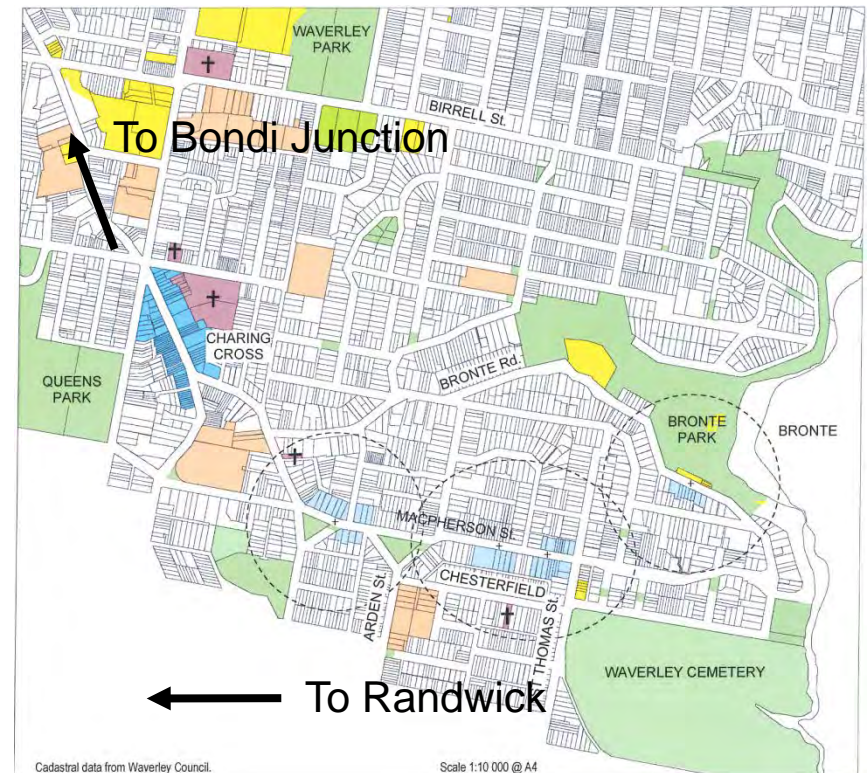 WAVERLEY
PARK
BIRRELL St.
To Bondi Junction
CHARING
CROSS
QUEENS
PARK
BRONTE Rd.
BRONTE
PARK
BRONTE
MACPHERSON St.
CHESTERFIELD
ARDEN St.
THOMAS St.
WAVERLEY CEMETERY
To Randwick
Cadastral data from Waverley Council.
Scale 1:10 000 @ A4